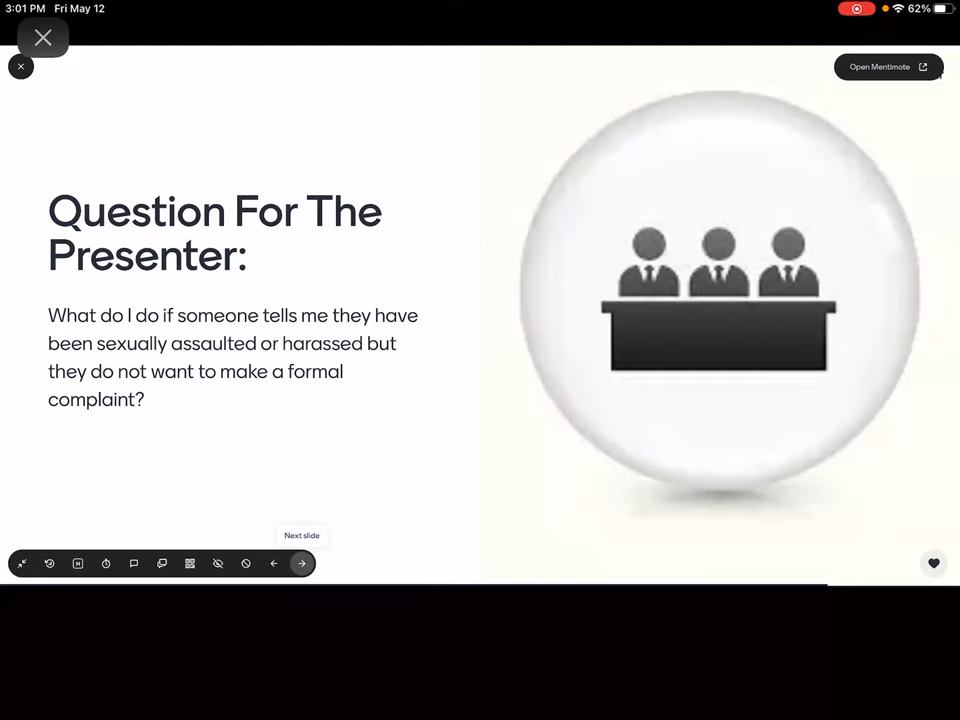 3:01 PM Fri May 12
62%
Open Mentimote
Question For The
Presenter:
What do I do if someone tells me they have
been sexually assaulted or harassed but
they do not want to make a formal
complaint?
Next slide